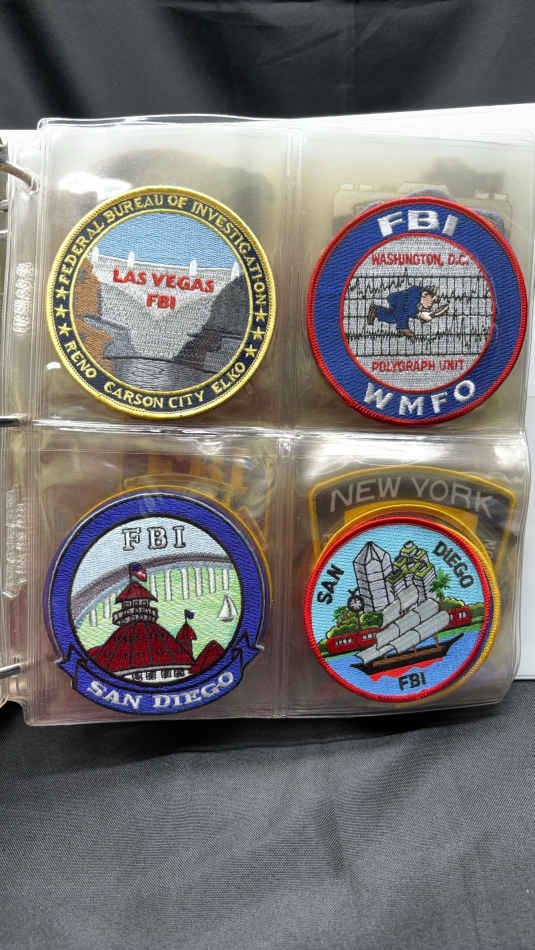 FEDERAL BUREAU OF INVESTIGATION
LAS VEGAS
FBI
RENO CARSON CITY ELKO
FBI
WASHINGTON, D.C.
POLYGRAPH UNIT
WMFO
FBI
SAN DIEGO
NEW YORK
SAN DIEGO
FBI